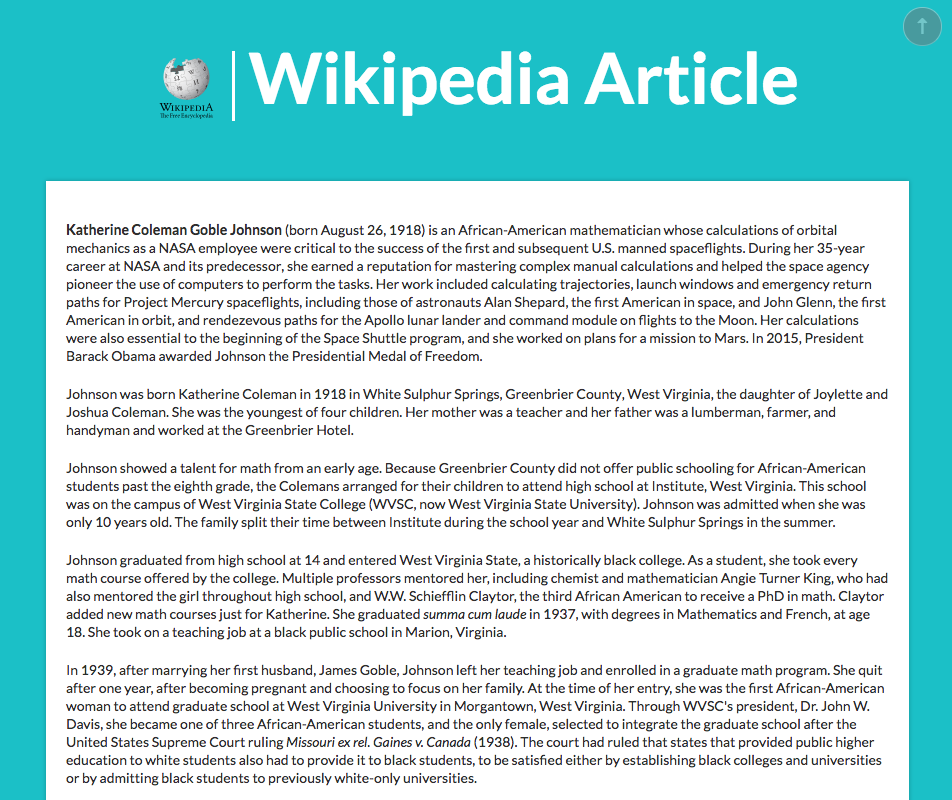 WIKIPEDIA
The Free Encyclopedia
Wikipedia Article
Katherine Coleman Goble Johnson (born August 26, 1918) is an African-American mathematician whose calculations of orbital
mechanics as a NASA employee were critical to the success of the first and subsequent U.S. manned spaceflights. During her 35-year
career at NASA and its predecessor, she earned a reputation for mastering complex manual calculations and helped the space agency
pioneer the use of computers to perform the tasks. Her work included calculating trajectories, launch windows and emergency return
paths for Project Mercury spaceflights, including those of astronauts Alan Shepard, the first American in space, and John Glenn, the first
American in orbit, and rendezevous paths for the Apollo lunar lander and command module on flights to the Moon. Her calculations
were also essential to the beginning of the Space Shuttle program, and she worked on plans for a mission to Mars. In 2015, President
Barack Obama awarded Johnson the Presidential Medal of Freedom.
Johnson was born Katherine Coleman in 1918 in White Sulphur Springs, Greenbrier County, West Virginia, the daughter of Joylette and
Joshua Coleman. She was the youngest of four children. Her mother was a teacher and her father was a lumberman, farmer, and
handyman and worked at the Greenbrier Hotel.
Johnson showed a talent for math from an early age. Because Greenbrier County did not offer public schooling for African-American
students past the eighth grade, the Colemans arranged for their children to attend high school at Institute, West Virginia. This school
was on the campus of West Virginia State College (WVSC, now West Virginia State University). Johnson was admitted when she was
only 10 years old. The family split their time between Institute during the school year and White Sulphur Springs in the summer.
Johnson graduated from high school at 14 and entered West Virginia State, a historically black college. As a student, she took every
math course offered by the college. Multiple professors mentored her, including chemist and mathematician Angie Turner King, who had
also mentored the girl throughout high school, and W.W. Schiefflin Claytor, the third African American to receive a PhD in math. Claytor
added new math courses just for Katherine. She graduated summa cum laude in 1937, with degrees in Mathematics and French, at age
18. She took on a teaching job at a black public school in Marion, Virginia.
In 1939, after marrying her first husband, James Goble, Johnson left her teaching job and enrolled in a graduate math program. She quit
after one year, after becoming pregnant and choosing to focus on her family. At the time of her entry, she was the first African-American
woman to attend graduate school at West Virginia University in Morgantown, West Virginia. Through WVSC's president, Dr. John W.
Davis, she became one of three African-American students, and the only female, selected to integrate the graduate school after the
United States Supreme Court ruling Missouri ex rel. Gaines v. Canada (1938). The court had ruled that states that provided public higher
education to white students also had to provide it to black students, to be satisfied either by establishing black colleges and universities
or by admitting black students to previously white-only universities.